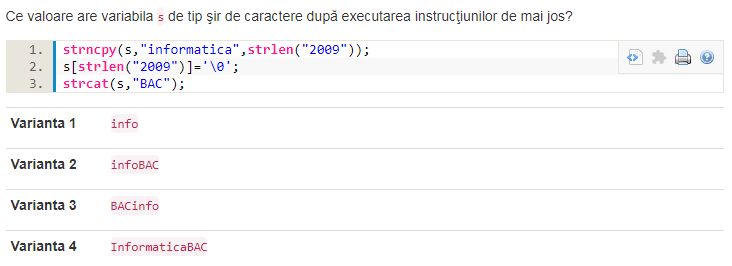 Ce valoare are variabila s de tip şir de caractere după executarea instrucţiunilor de mai jos?
1. strncpy(s,"informatica",strlen("2009"));
2. s[strlen("2009")]='\0';
3. strcat(s,"BAC");
Varianta 1 info
Varianta 2 infoBAC
Varianta 3 BACinfo
Varianta 4 InformaticaBAC